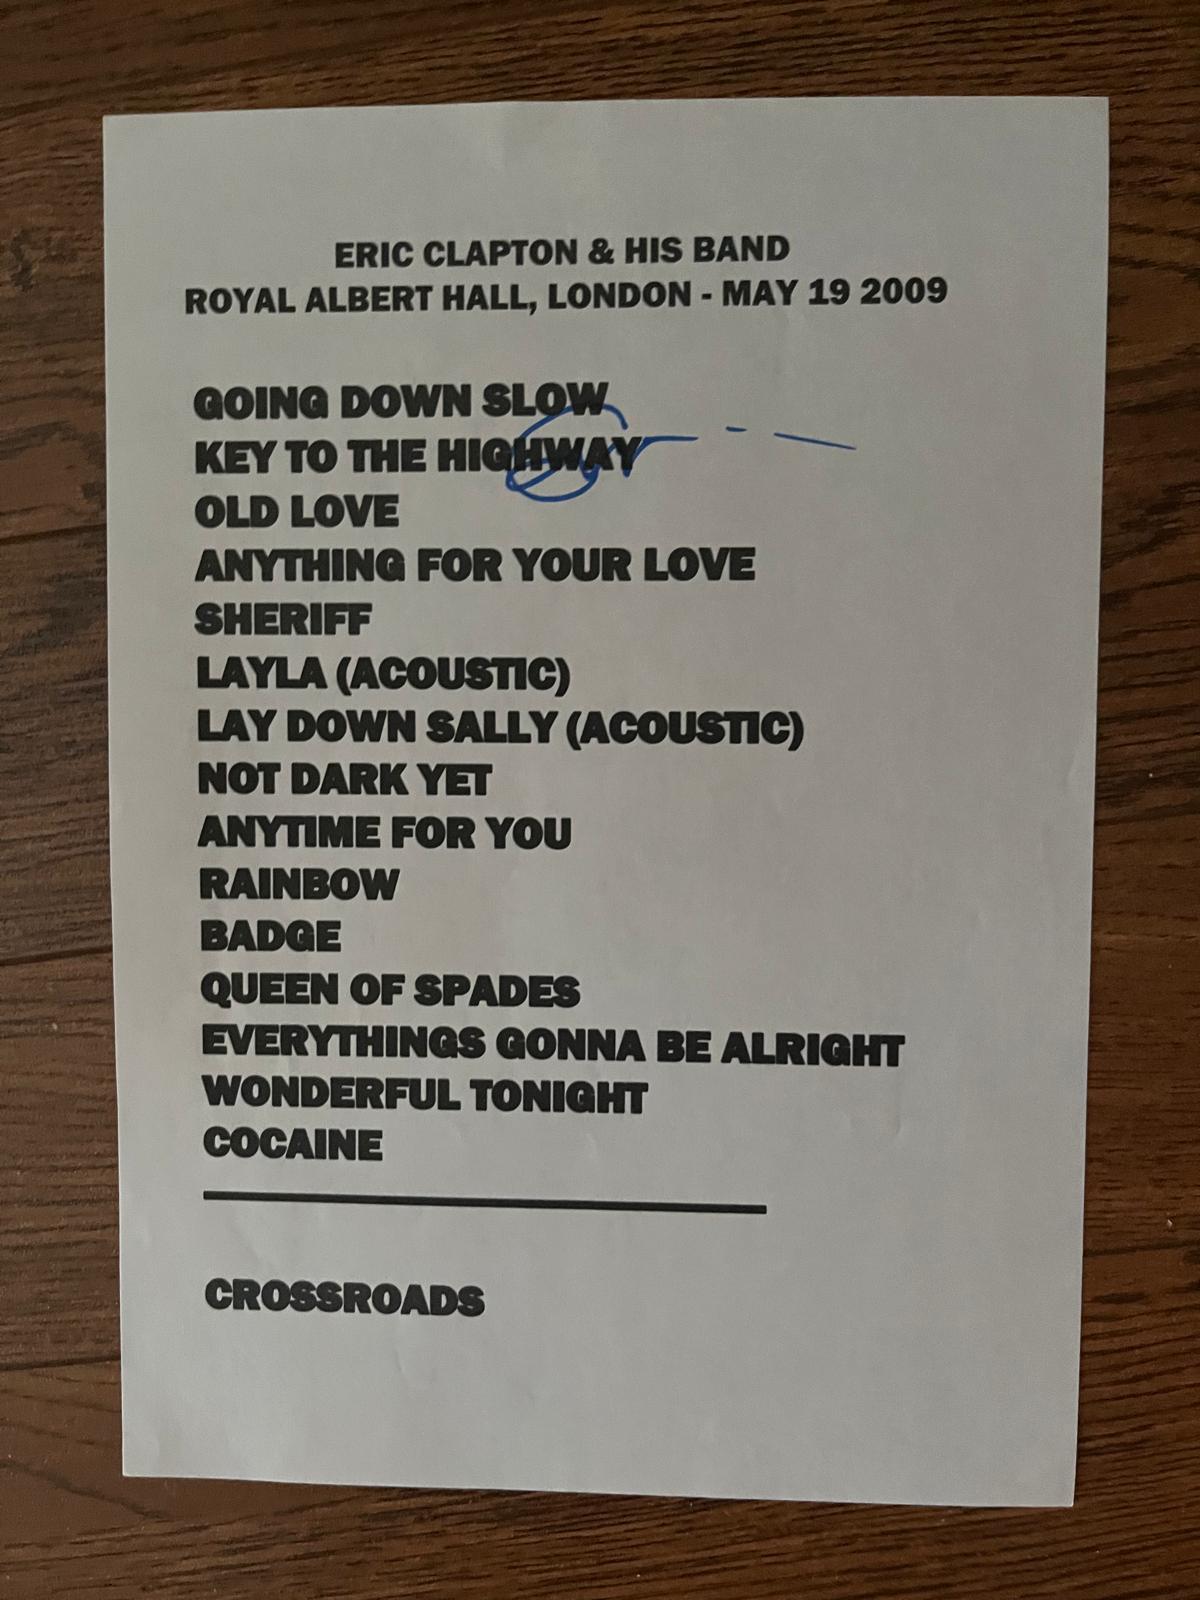 ERIC CLAPTON & HIS BAND
ROYAL ALBERT HALL, LONDON - MAY 19 2009
GOING DOWN SLOW
KEY TO THE HIGHWAY
OLD LOVE
ANYTHING FOR YOUR LOVE
SHERIFF
LAYLA (ACOUSTIC)
LAY DOWN SALLY (ACOUSTIC)
NOT DARK YET
ANYTIME FOR YOU
RAINBOW
BADGE
QUEEN OF SPADES
EVERYTHINGS GONNA BE ALRIGHT
WONDERFUL TONIGHT
COCAINE
CROSSROADS